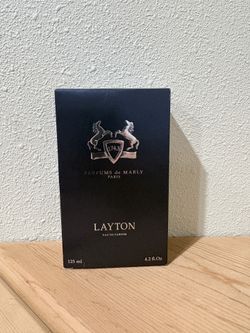 PARFUMS de MARLY
PARIS
LAYTON
EAU DE PARFUM
125 ml 4.2 fl.Oz